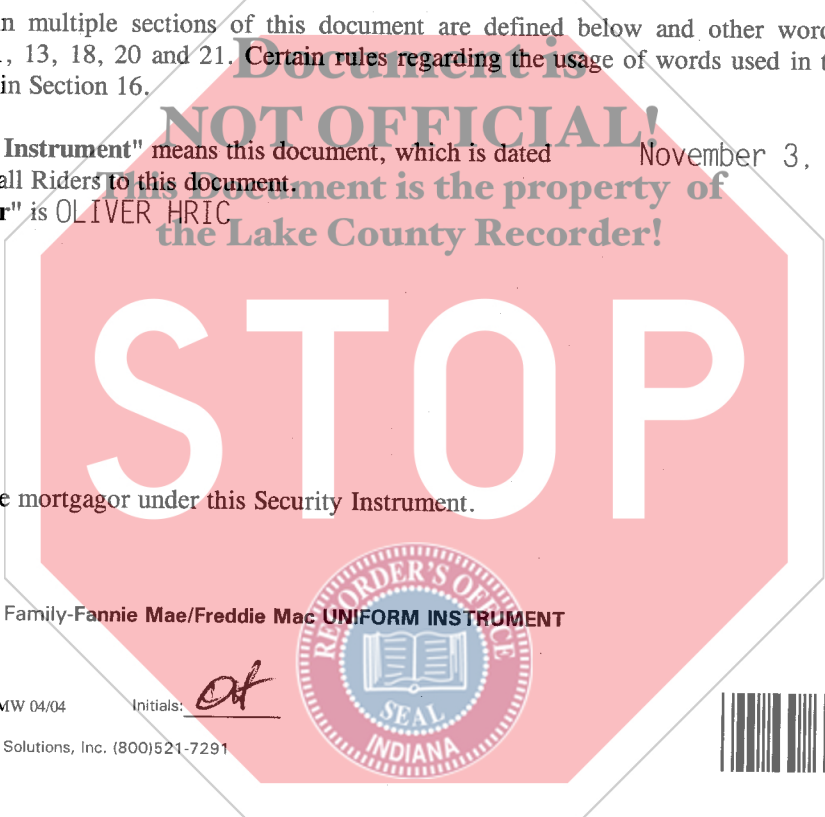 n multiple sections of this document are defined below and other word
, 13, 18, 20 and 21. Certain rules regarding the usage of words used in t
in Section 16.
Document is
NOT OFFICIAL!
This Document is the property of
the Lake County Recorder!
Instrument" means this document, which is dated November 3,
all Riders to this document.
r" is OLIVER HRIC
STOP
e mortgagor under this Security Instrument.
RECORDER'S OFFICE
SEAL
INDIANA
Family-Fannie Mae/Freddie Mac UNIFORM INSTRUMENT
MW 04/04 Initials: OH
Solutions, Inc. (800)521-7291